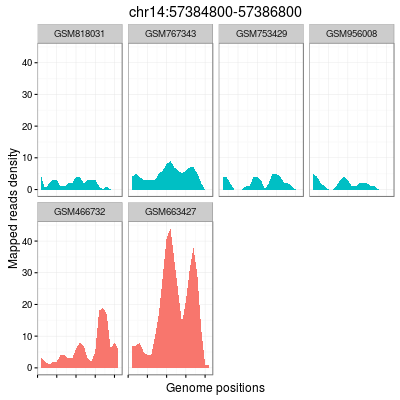 chr14:57384800-57386800
GSM818031 GSM767343 GSM753429 GSM956008
40
30
20
10
0
Mapped reads density
GSM466732 GSM663427
40
30
20
10
0
Genome positions